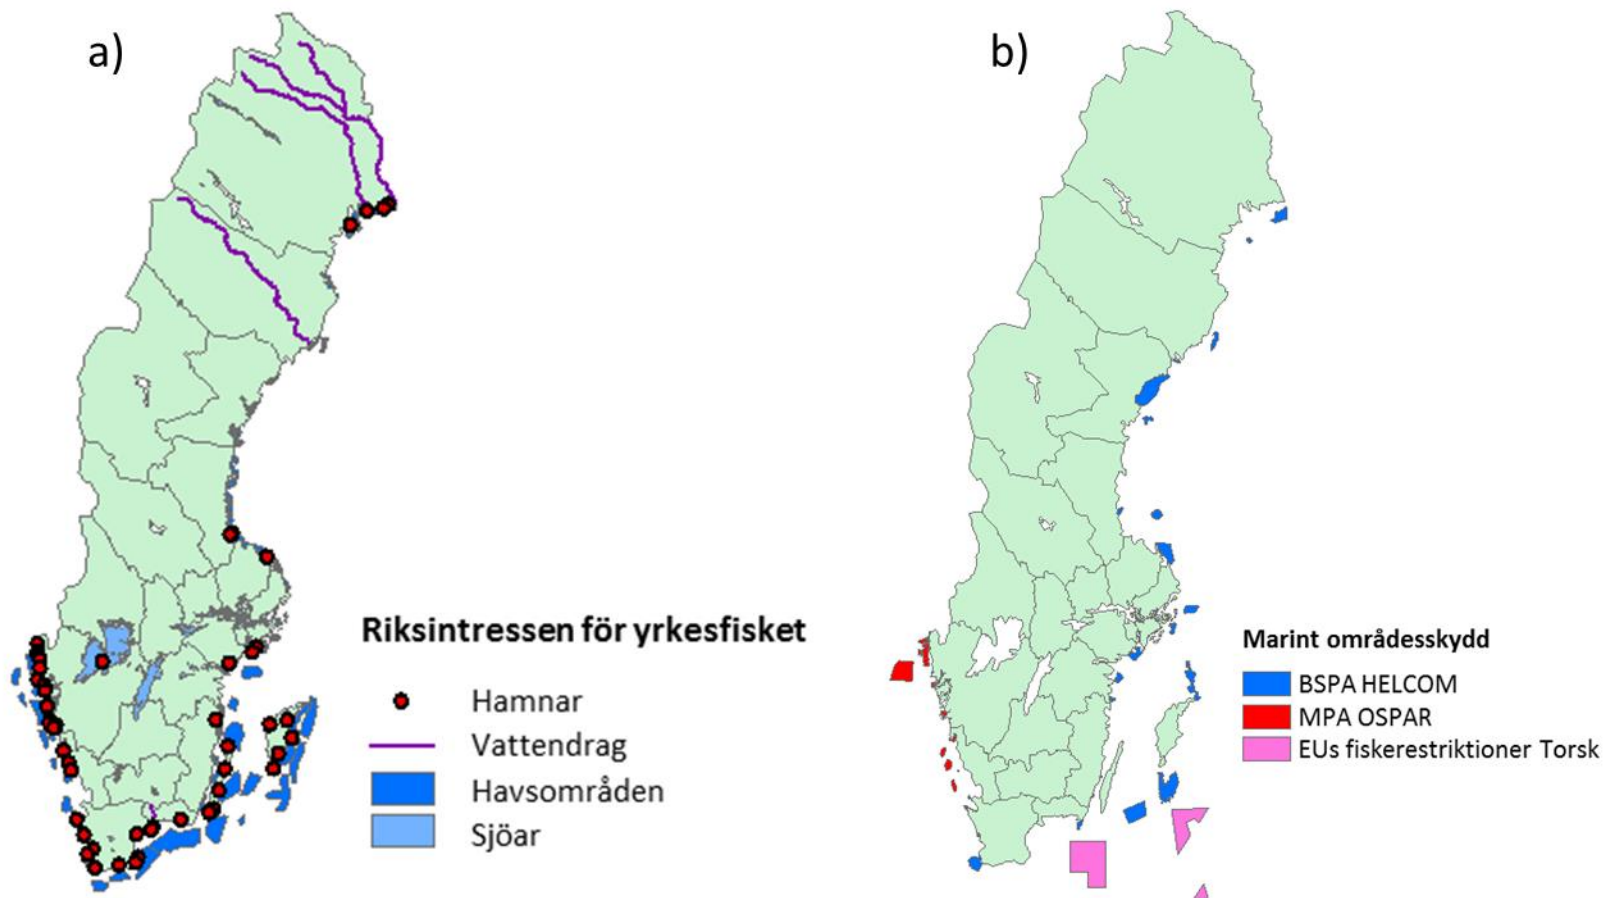 a)
Riksintressen för yrkesfisket
Hamnar
Vattendrag
Havsområden
Sjöar
b)
Marint områdesskydd
BSPA HELCOM
MPA OSPAR
EUs fiskerestriktioner Torsk